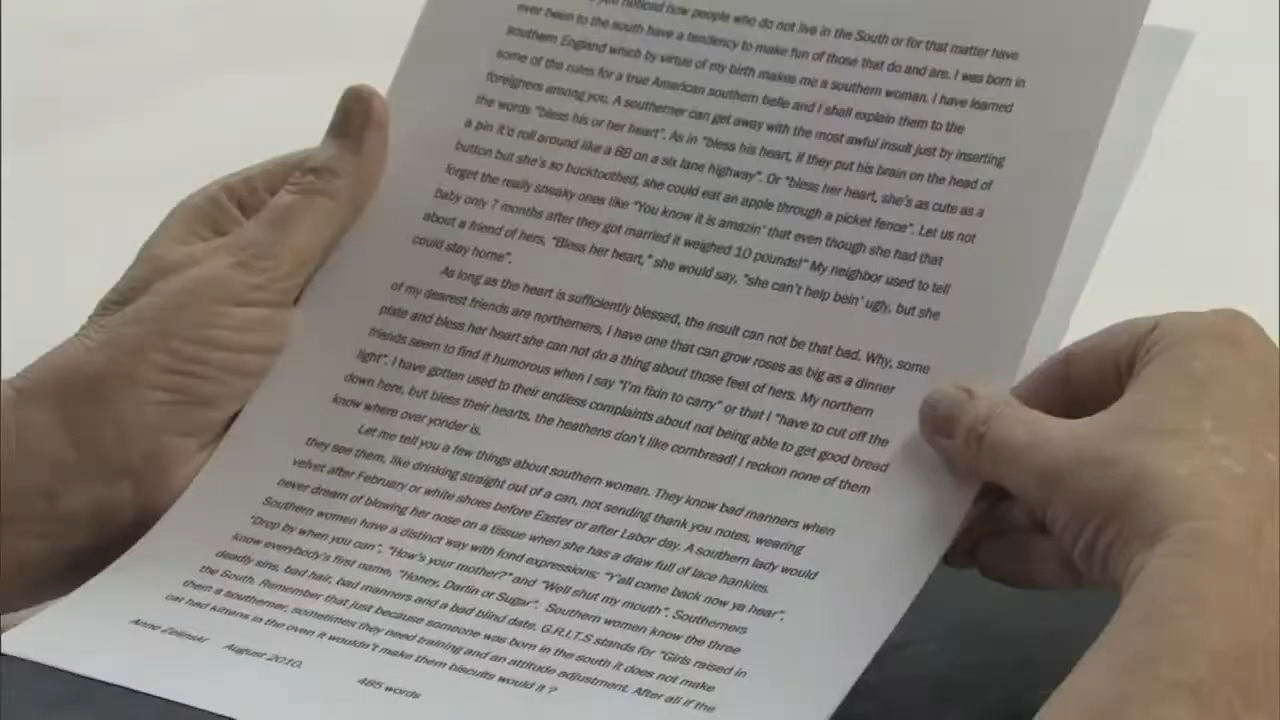 you noticed how people who do not live in the South or for that matter have
ever been to the south have a tendency to make fun of those that do and are. I was born in
southern England which by virtue of my birth makes me a southern woman. I have learned
some of the rules for a true American southern belle and I shall explain them to the
foreigners among you. A southerner can get away with the most awful insult just by inserting
the words "bless his or her heart". As in "bless his heart, if they put his brain on the head of
a pin it'd roll around like a BB on a six lane highway". Or "bless her heart, she's as cute as a
button but she's so bucktoothed, she could eat an apple through a picket fence". Let us not
forget the really sneaky ones like "You know it is amazin' that even though she had that
baby only 7 months after they got married it weighed 10 pounds!" My neighbor used to tell
about a friend of hers, "Bless her heart," she would say, "she can't help bein' ugly, but she
could stay home".
As long as the heart is sufficiently blessed, the insult can not be that bad. Why, some
of my dearest friends are northerners, I have one that can grow roses as big as a dinner
plate and bless her heart she can not do a thing about those feet of hers. My northern
friends seem to find it humorous when I say "I'm fixin to carry" or that I "have to cut off the
light". I have gotten used to their endless complaints about not being able to get good bread
down here, but bless their hearts, the heathens don't like cornbread! I reckon none of them
know where over yonder is.
Let me tell you a few things about southern women. They know bad manners when
they see them, like drinking straight out of a can, not sending thank you notes, wearing
velvet after February or white shoes before Easter or after Labor day. A southern lady would
never dream of blowing her nose on a tissue when she has a draw full of lace hankies.
Southern women have a distinct way with fond expressions; "Y'all come back now ya hear".
"Drop by when you can", "How's your mother?" and "Well shut my mouth". Southerners
know everybody's first name, "Honey, Darlin or Sugar". Southern women know the three
deadly sins, bad hair, bad manners and a bad blind date. G.R.I.T.S stands for "Girls raised in
the South. Remember that just because someone was born in the south it does not make
them a southerner, sometimes they need training and an attitude adjustment. After all if the
cat had kittens in the oven it wouldn't make them biscuits would it ?
Anne Zelinski August 2010.
485 words